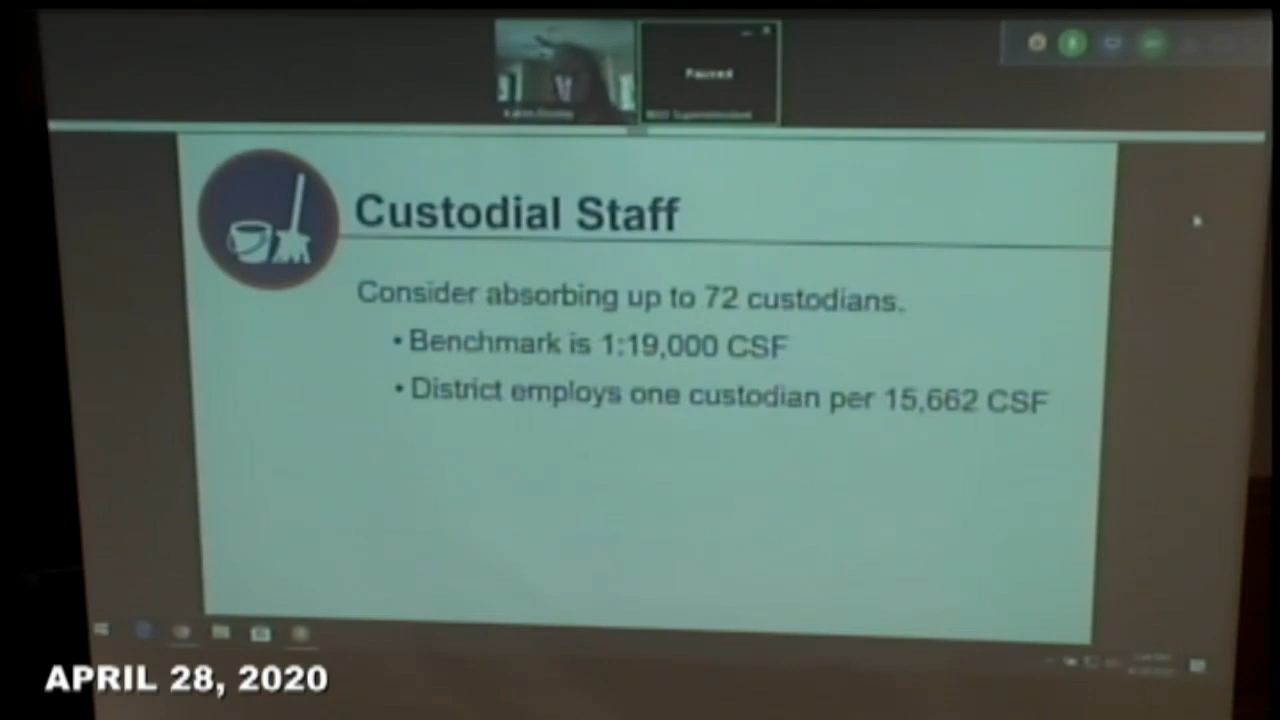 Paused
Custodial Staff
Consider absorbing up to 72 custodians.
• Benchmark is 1:19,000 CSF
• District employs one custodian per 15,662 CSF
APRIL 28, 2020